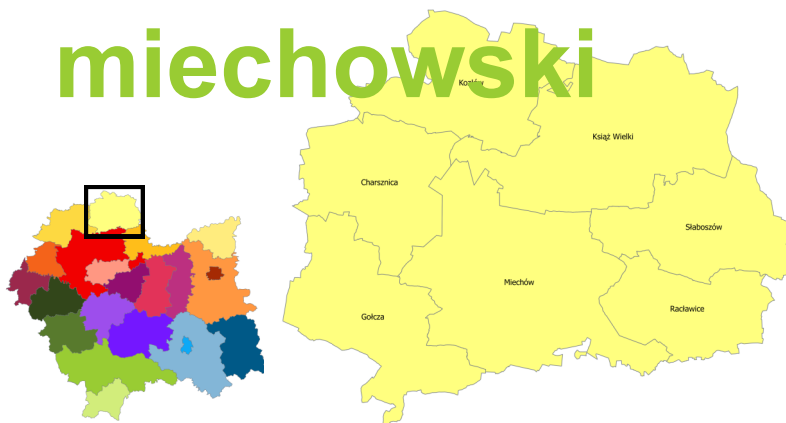 miechowski
Kozłów
Książ Wielki
Charsznica
Słaboszów
Miechów
Racławice
Gołcza